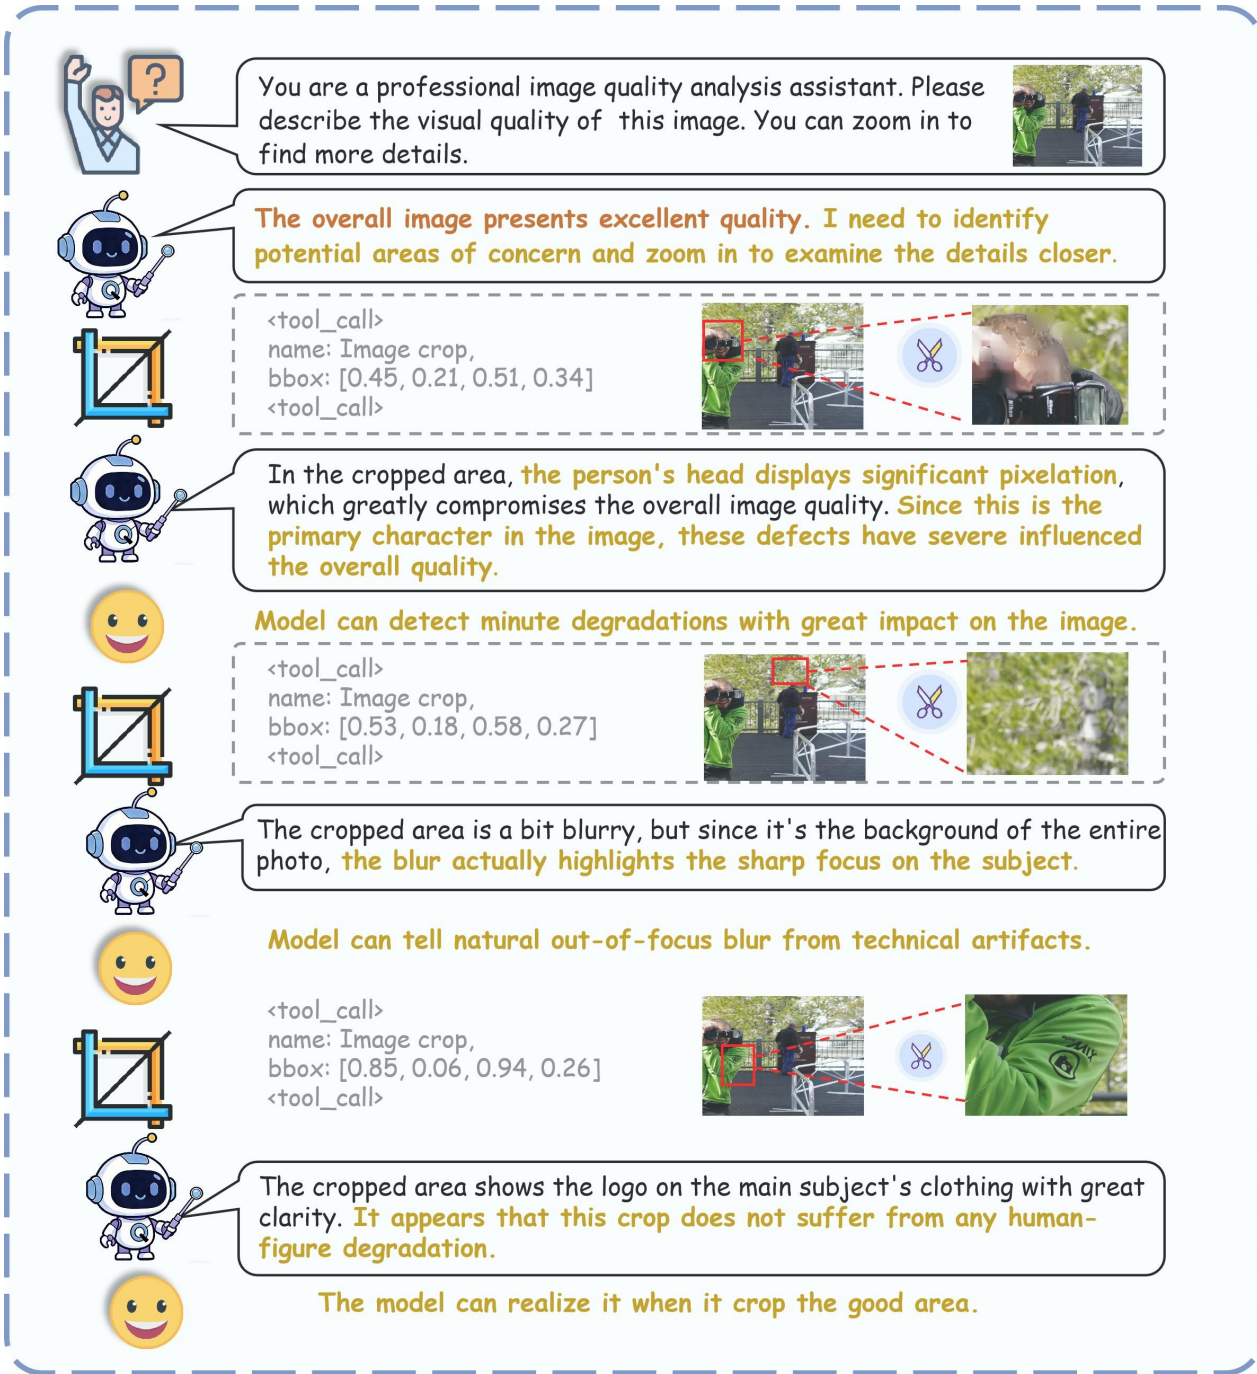 You are a professional image quality analysis assistant. Please
describe the visual quality of this image. You can zoom in to
find more details.
?
The overall image presents excellent quality. I need to identify
potential areas of concern and zoom in to examine the details closer.
<tool_call>
name: Image crop,
bbox: [0.45, 0.21, 0.51, 0.34]
<tool_call>
In the cropped area, the person's head displays significant pixelation,
which greatly compromises the overall image quality. Since this is the
primary character in the image, these defects have severe influenced
the overall quality.
Model can detect minute degradations with great impact on the image.
<tool_call>
name: Image crop,
bbox: [0.53, 0.18, 0.58, 0.27]
<tool_call>
The cropped area is a bit blurry, but since it's the background of the entire
photo, the blur actually highlights the sharp focus on the subject.
Model can tell natural out-of-focus blur from technical artifacts.
<tool_call>
name: Image crop,
bbox: [0.85, 0.06, 0.94, 0.26]
<tool_call>
The cropped area shows the logo on the main subject's clothing with great
clarity. It appears that this crop does not suffer from any human-
figure degradation.
The model can realize it when it crop the good area.